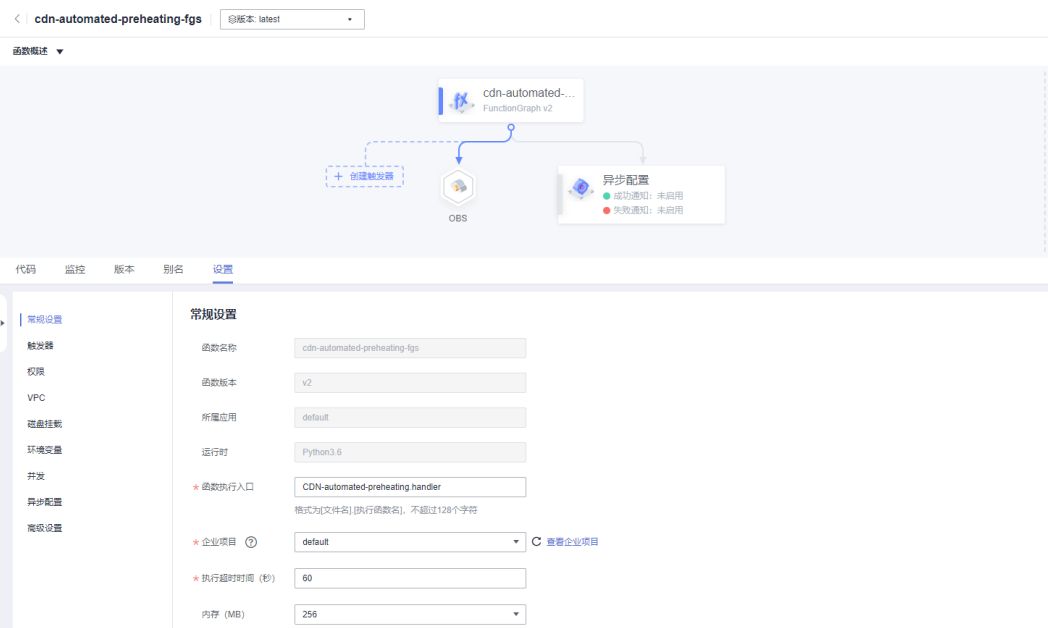 cdn-automated-preheating-fgs
版本: latest
函数概述
cdn-automated-...
FunctionGraph v2
创建触发器
OBS
异步配置
成功通知：未启用
失败通知：未启用
代码 监控 版本 别名 设置
常规设置
触发器
权限
VPC
磁盘挂载
环境变量
并发
异步配置
高级设置
常规设置
函数名称 cdn-automated-preheating-fgs
函数版本 v2
所属应用 default
运行时 Python3.6
* 函数执行入口 CDN-automated-preheating.handler
格式为[文件名].[执行函数名]，不超过128个字符
* 企业项目 ? default 查看企业项目
* 执行超时时间（秒） 60
内存（MB） 256